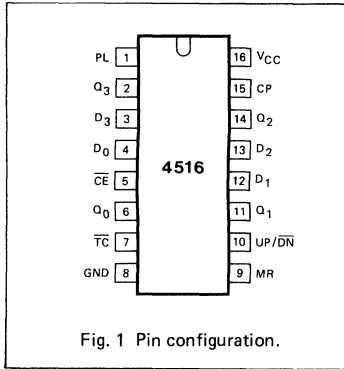 PL 1 16 VCC
Q3 2 15 CP
D3 3 14 Q2
D0 4 13 D2
4516
CE 5 12 D1
Q0 6 11 Q1
TC 7 10 UP/DN
GND 8 9 MR
Fig. 1 Pin configuration.